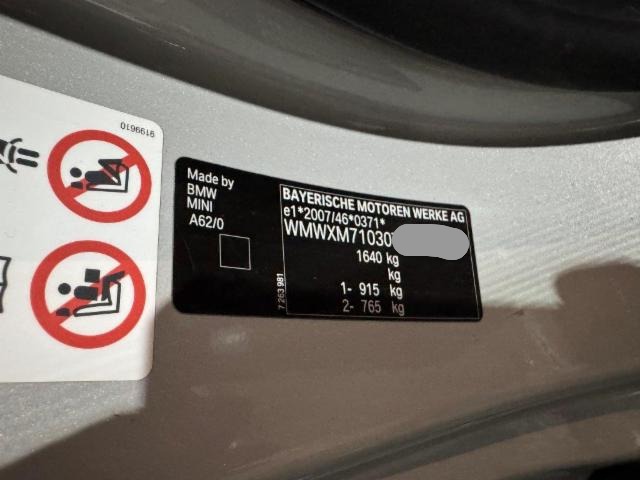 9199610
Made by
BMW
MINI
A62/0
7 263 981
BAYERISCHE MOTOREN WERKE AG
e1*2007/46*0371*
WMWXM71030
1640 kg
kg
1- 915 kg
2- 765 kg